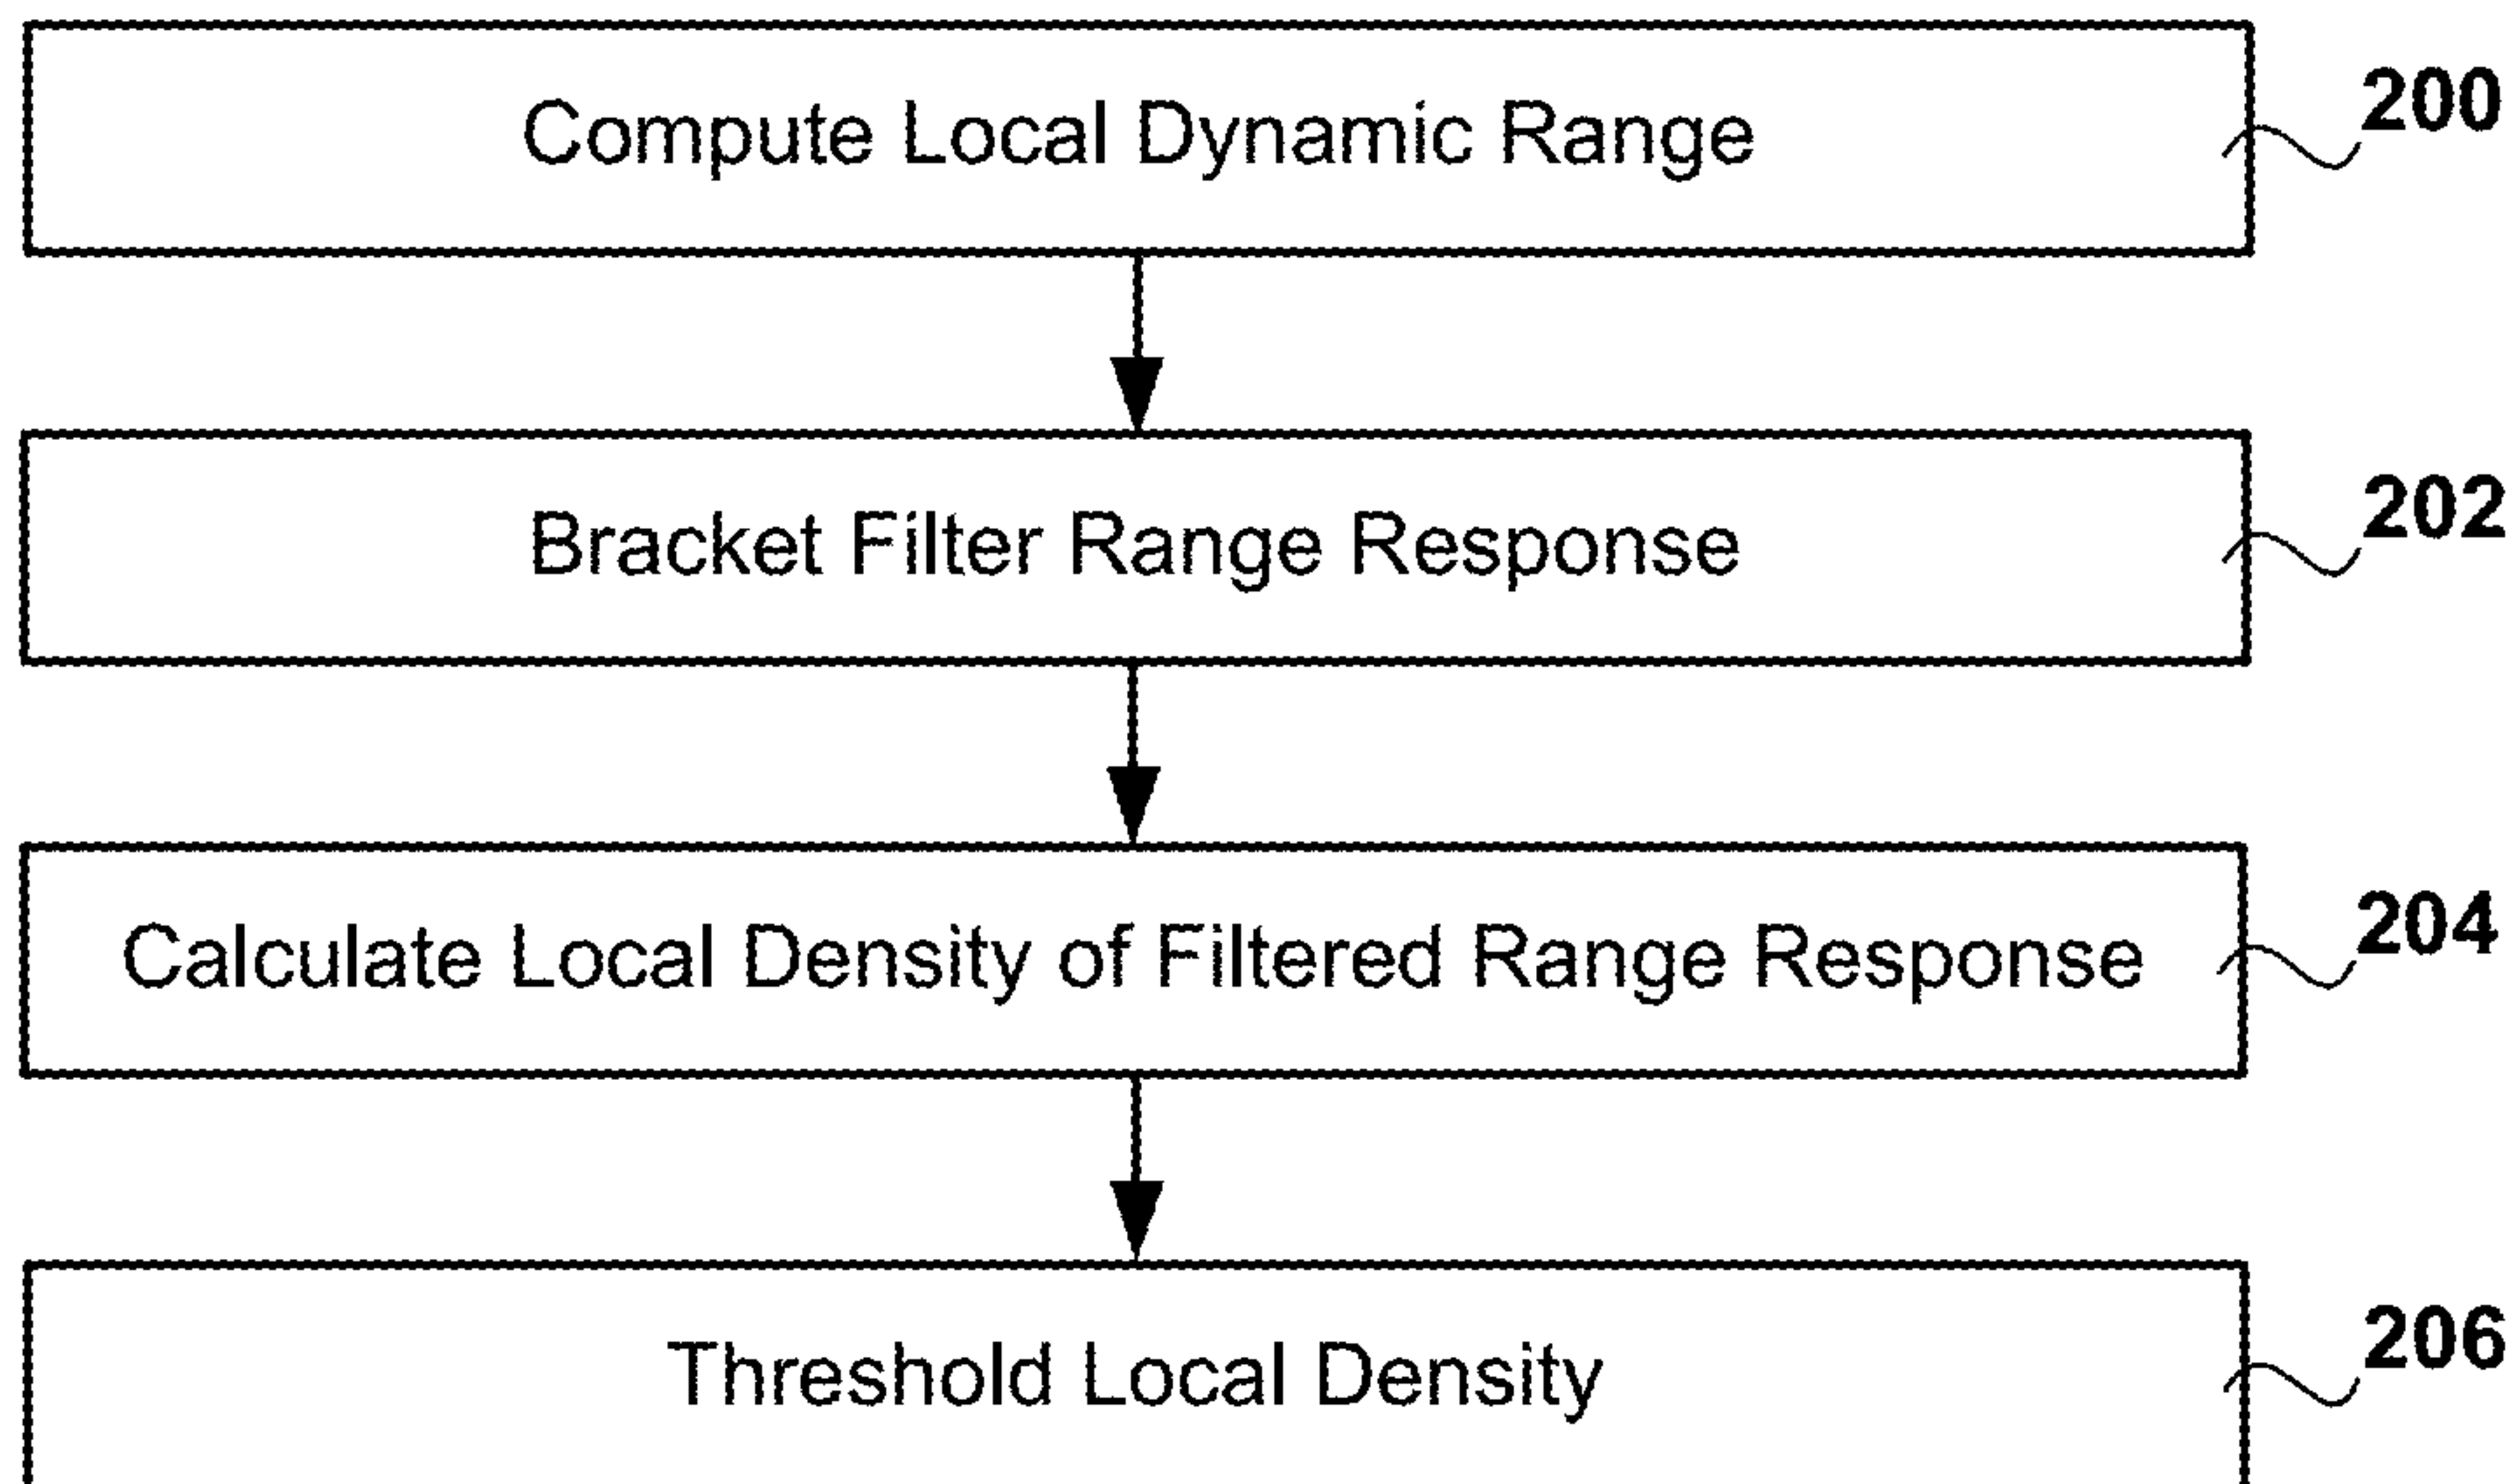 Compute Local Dynamic Range
200
Bracket Filter Range Response
202
Calculate Local Density of Filtered Range Response
204
Threshold Local Density
206